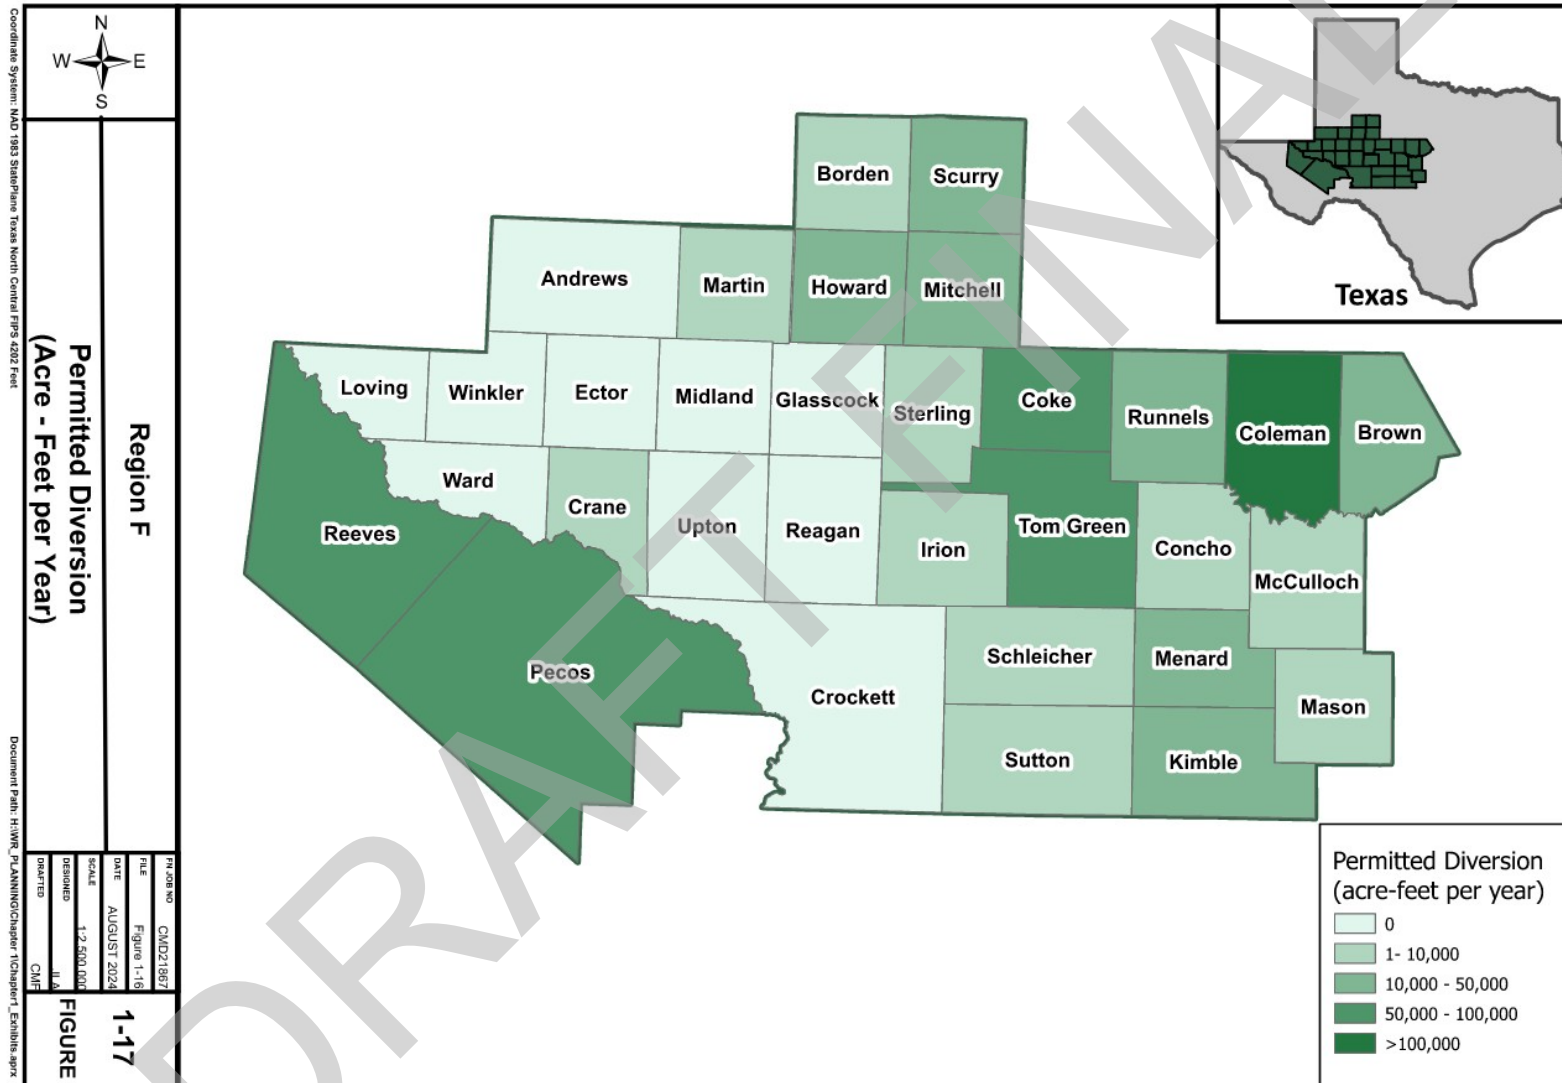 Coordinate System: NAD 1983 StatePlane Texas North Central FIPS 4202 Feet
Document Path: H:\WR_PLANNING\Chapter 1\Chapter1_Exhibits.aprx
N
W E
S
Region F
Permitted Diversion
(Acre - Feet per Year)
FN JOB NO CMD21867
FILE Figure 1-16
DATE AUGUST 2024
SCALE 1:2,500,000
DESIGNED
DRAFTED CMF
1-17
FIGURE
DRAFT FINAL
Texas
Borden
Scurry
Andrews
Martin
Howard
Mitchell
Loving
Winkler
Ector
Midland
Glasscock
Sterling
Coke
Runnels
Coleman
Brown
Ward
Crane
Reeves
Upton
Reagan
Irion
Tom Green
Concho
McCulloch
Pecos
Crockett
Schleicher
Menard
Mason
Sutton
Kimble
Permitted Diversion
(acre-feet per year)
0
1- 10,000
10,000 - 50,000
50,000 - 100,000
>100,000